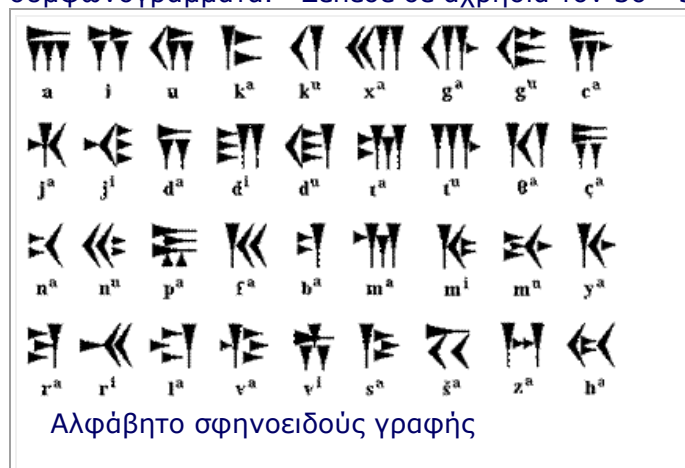 a i u kᵃ kᵘ xᵃ gᵃ gᵘ cᵃ
jᵃ jⁱ dᵃ dⁱ dᵘ tᵃ tᵘ θᵃ çᵃ
nᵃ nᵘ pᵃ fᵃ bᵃ mᵃ mⁱ mᵘ yᵃ
rᵃ rⁱ lᵃ vᵃ vⁱ sᵃ šᵃ zᵃ hᵃ
Αλφάβητο σφηνοειδούς γραφής